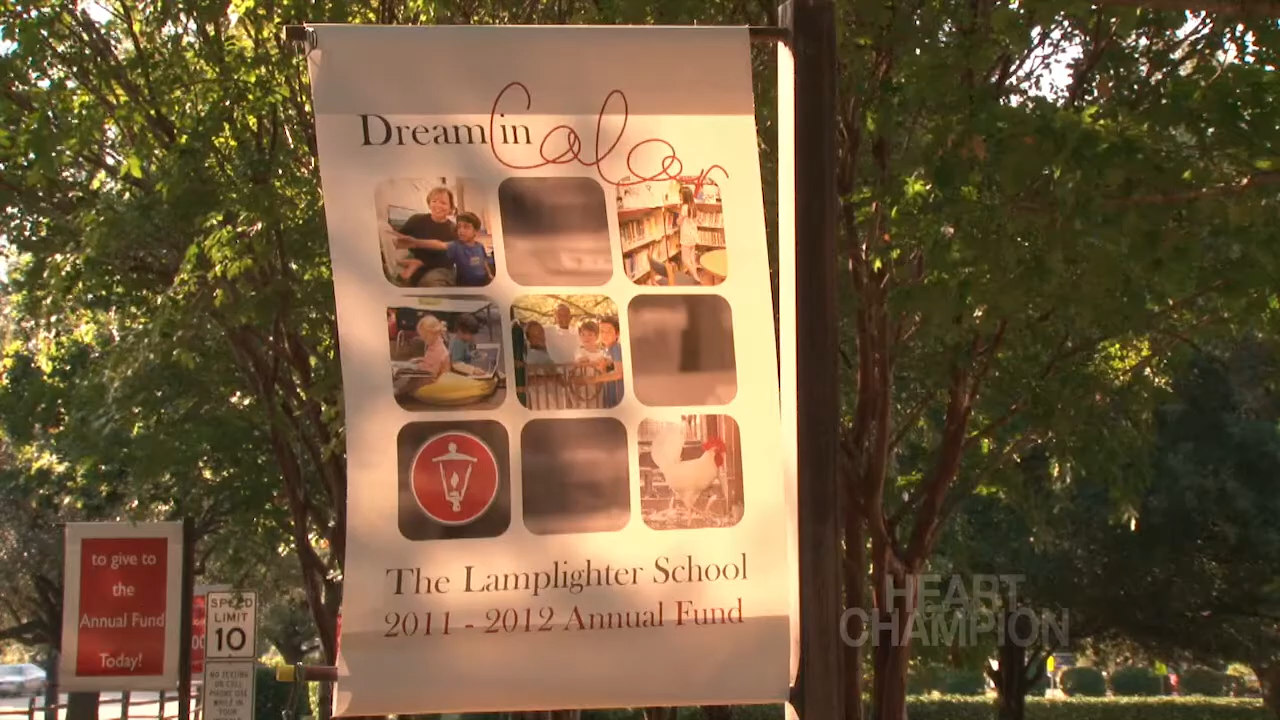 Dream in Color
The Lamplighter School
2011 - 2012 Annual Fund
to give to
the
Annual Fund
Today!
SPEED
LIMIT
10
NO TEXTING
OR CELL
PHONE USE
WHILE IN
YOUR
HEART
CHAMPION